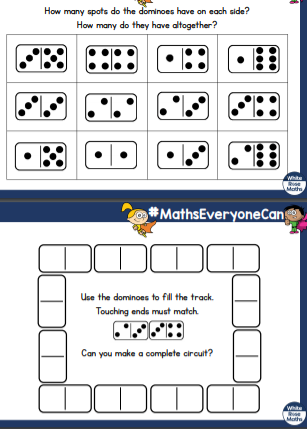 How many spots do the dominoes have on each side?
How many do they have altogether?
White
Rose
Maths
#MathsEveryoneCan
Use the dominoes to fill the track.
Touching ends must match.
Can you make a complete circuit?
White
Rose
Maths